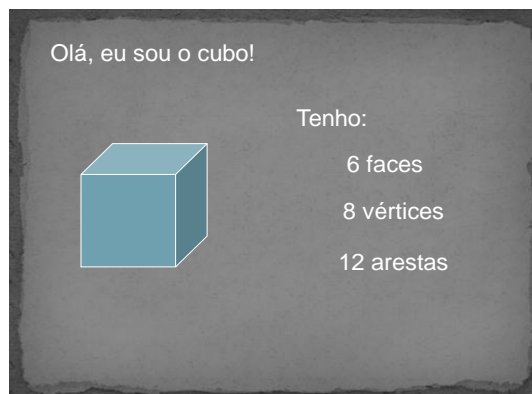 Olá, eu sou o cubo!
Tenho:
6 faces
8 vértices
12 arestas